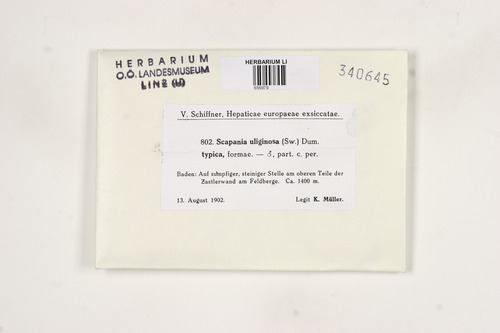 HERBARIUM
O.Ö. LANDESMUSEUM
LINZ (LI)
HERBARIUM LI
340645
V. Schiffner, Hepaticae europaeae exsiccatae.
802. Scapania uliginosa (Sw.) Dum.
typica, formae. — ♂, part. c. per.
Baden: Auf sumpfiger, steiniger Stelle am oberen Teile der
Zastlerwand am Feldberge. Ca. 1400 m.
13. August 1902. Legit K. Müller.